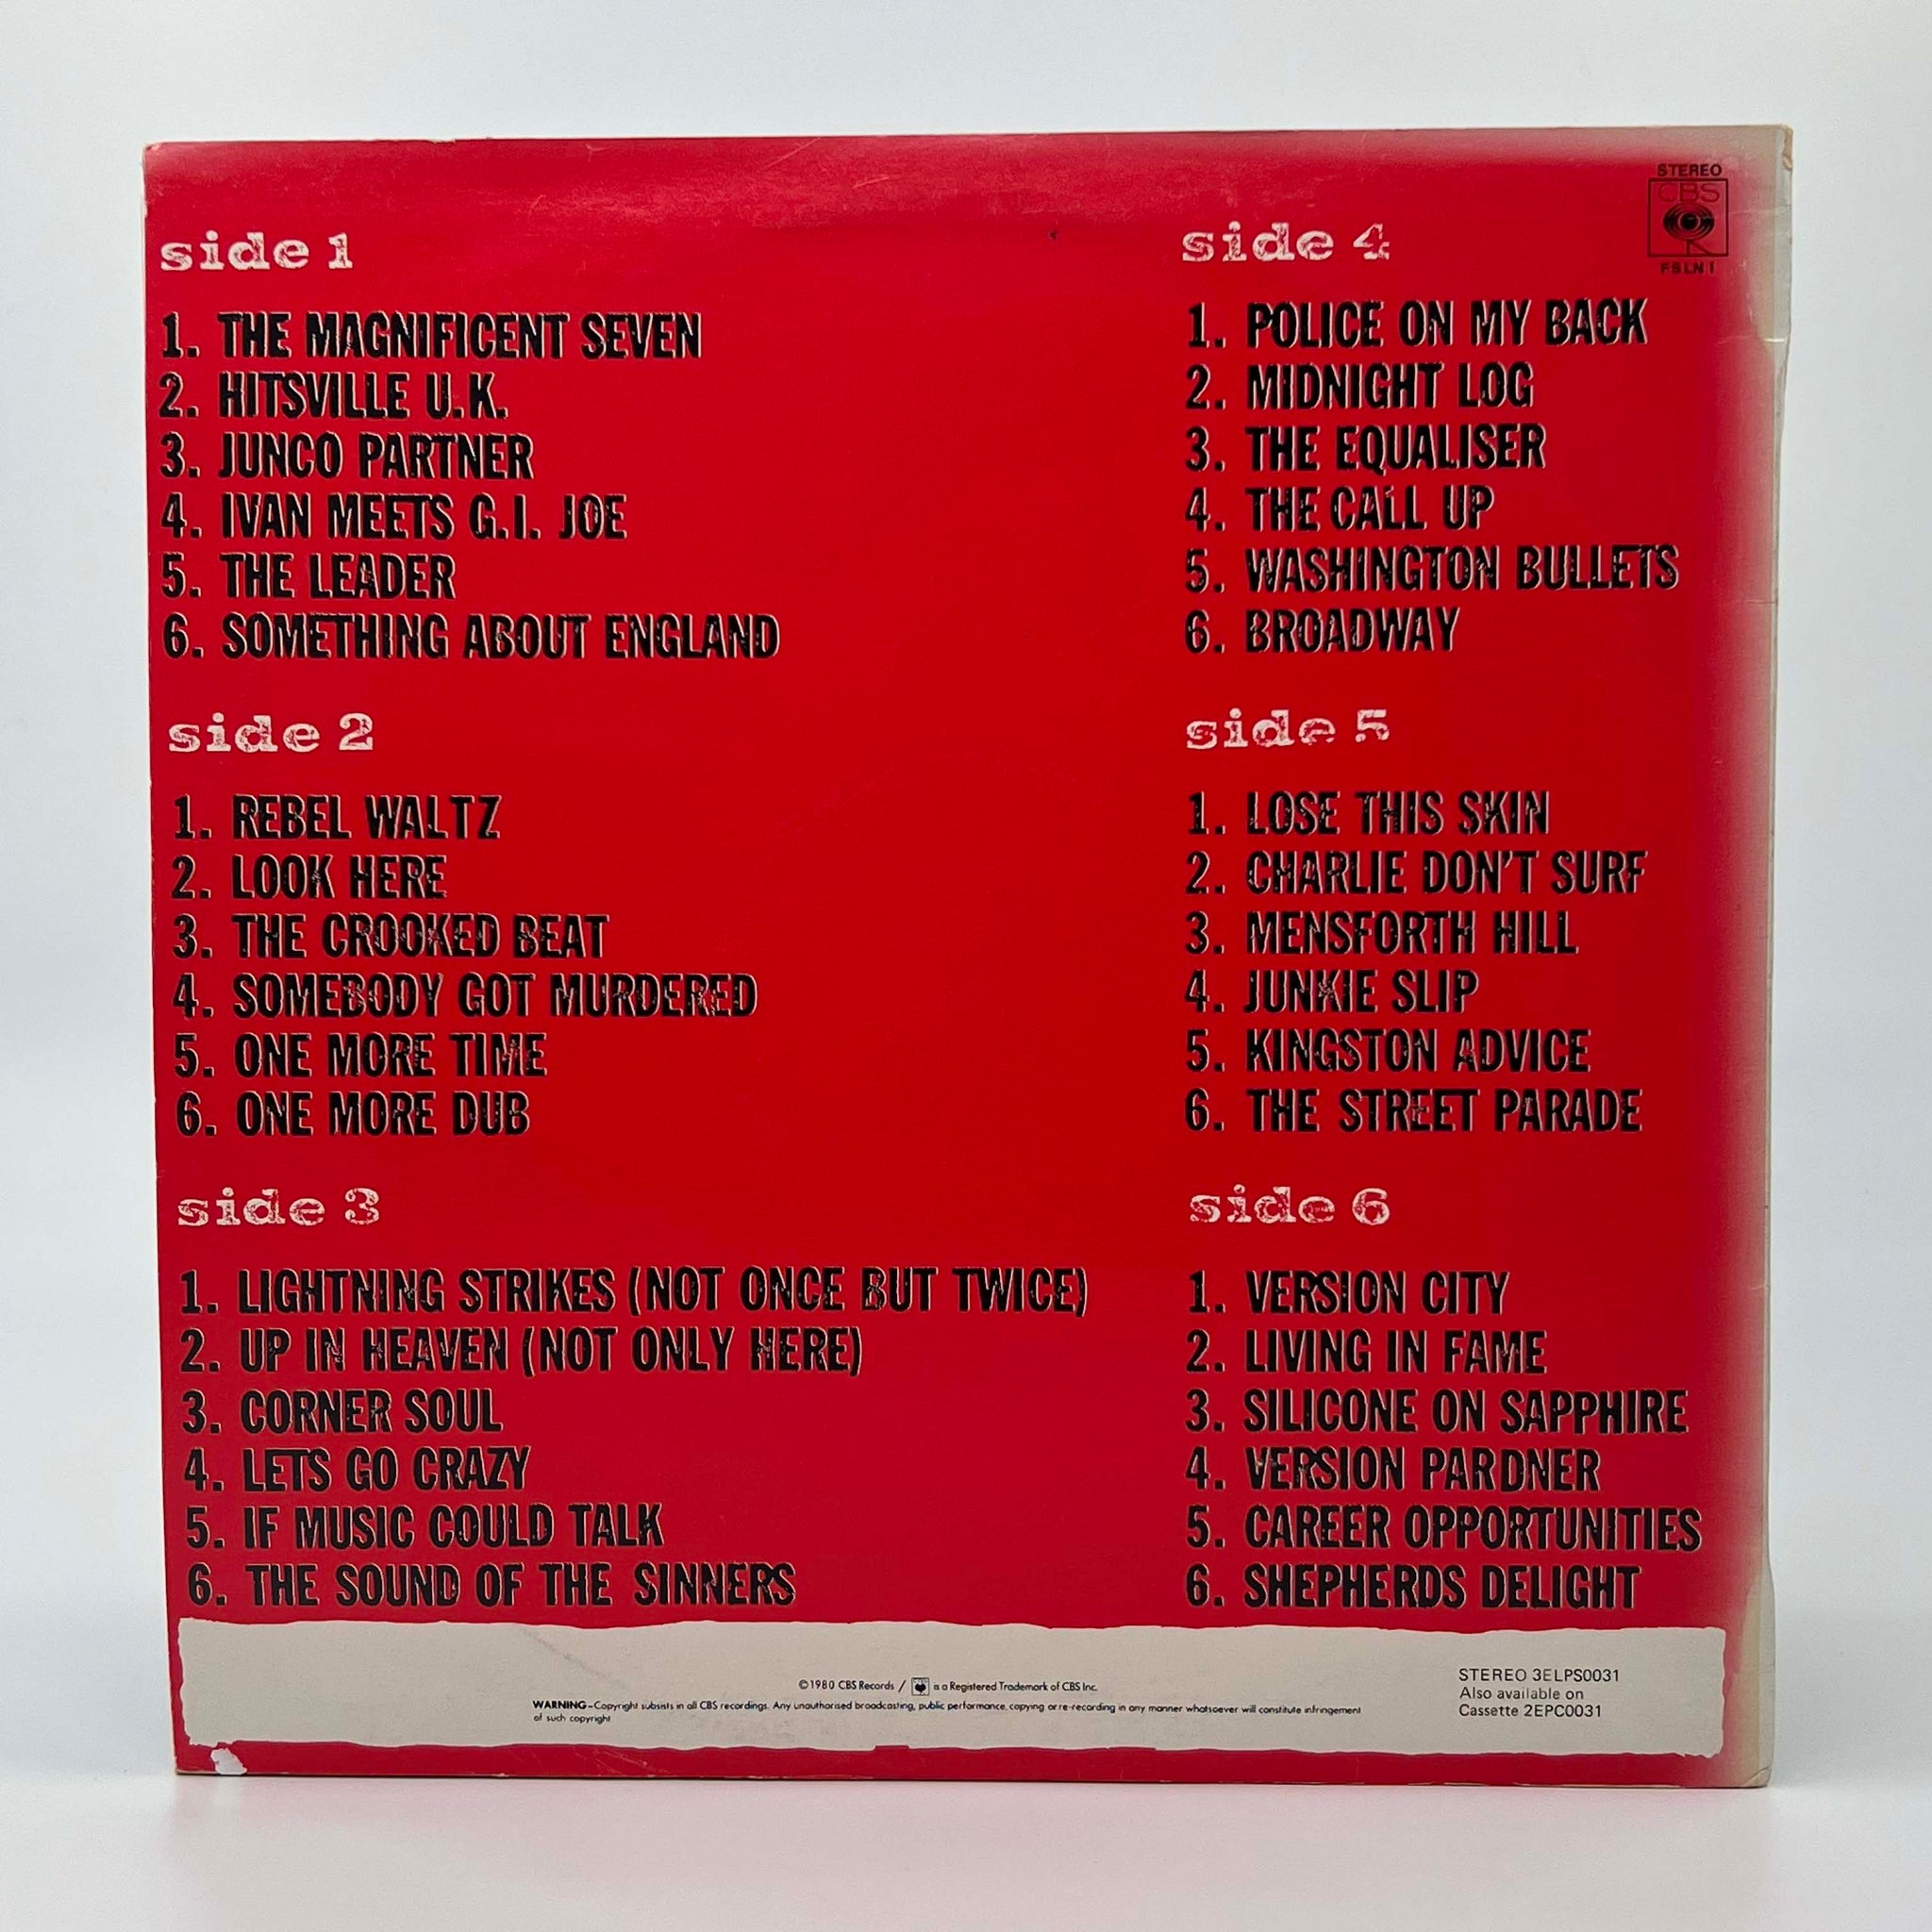 side 1
1. THE MAGNIFICENT SEVEN
2. HITSVILLE U.K.
3. JUNCO PARTNER
4. IVAN MEETS G.I. JOE
5. THE LEADER
6. SOMETHING ABOUT ENGLAND
side 2
1. REBEL WALTZ
2. LOOK HERE
3. THE CROOKED BEAT
4. SOMEBODY GOT MURDERED
5. ONE MORE TIME
6. ONE MORE DUB
side 3
1. LIGHTNING STRIKES (NOT ONCE BUT TWICE)
2. UP IN HEAVEN (NOT ONLY HERE)
3. CORNER SOUL
4. LETS GO CRAZY
5. IF MUSIC COULD TALK
6. THE SOUND OF THE SINNERS
STEREO
CBS
FSLN 1
side 4
1. POLICE ON MY BACK
2. MIDNIGHT LOG
3. THE EQUALISER
4. THE CALL UP
5. WASHINGTON BULLETS
6. BROADWAY
side 5
1. LOSE THIS SKIN
2. CHARLIE DON'T SURF
3. MENSFORTH HILL
4. JUNKIE SLIP
5. KINGSTON ADVICE
6. THE STREET PARADE
side 6
1. VERSION CITY
2. LIVING IN FAME
3. SILICONE ON SAPPHIRE
4. VERSION PARDNER
5. CAREER OPPORTUNITIES
6. SHEPHERDS DELIGHT
©1980 CBS Records / is a Registered Trademark of CBS Inc.
WARNING–Copyright subsists in all CBS recordings. Any unauthorised broadcasting, public performance, copying or re-recording in any manner whatsoever will constitute infringement
of such copyright
STEREO 3ELPS0031
Also available on
Cassette 2EPC0031